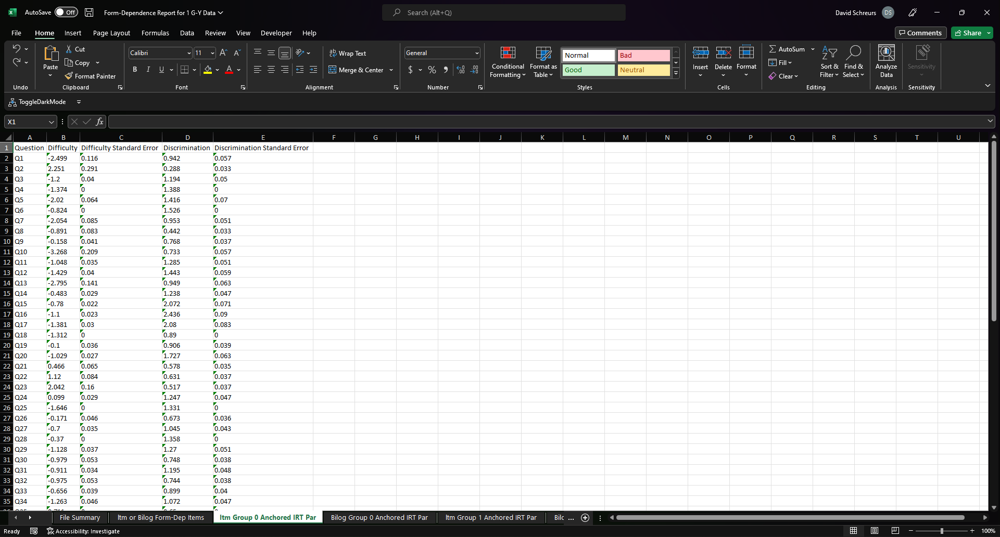 AutoSave Off Form-Dependence Report for 1 G-Y Data Search (Alt+Q) David Schreurs DS
File Home Insert Page Layout Formulas Data Review View Developer Help Comments Share
Cut Calibri 11 Wrap Text General Normal Bad AutoSum
Paste Copy Conditional Formatting Format as Table Good Neutral Insert Delete Format Fill Sort & Filter Find & Select Analyze Data Sensitivity
Format Painter B I U A Merge & Center $ % Clear
Undo Clipboard Font Alignment Number Styles Cells Editing Analysis Sensitivity
ToggleDarkMode
X1 fx
A B C D E F G H I J K L M N O P Q R S T U
1 Question Difficulty Difficulty Standard Error Discrimination Discrimination Standard Error
2 Q1 -2.499 0.116 0.942 0.057
3 Q2 2.251 0.291 0.288 0.033
4 Q3 -1.2 0.04 1.194 0.05
5 Q4 -1.374 0 1.388 0
6 Q5 -2.02 0.064 1.416 0.07
7 Q6 -0.824 0 1.526 0
8 Q7 -2.054 0.085 0.953 0.051
9 Q8 -0.891 0.083 0.442 0.033
10 Q9 -0.158 0.041 0.768 0.037
11 Q10 -3.268 0.209 0.733 0.057
12 Q11 -1.048 0.035 1.285 0.051
13 Q12 -1.429 0.04 1.443 0.059
14 Q13 -2.795 0.141 0.949 0.063
15 Q14 -0.483 0.029 1.238 0.047
16 Q15 -0.78 0.022 2.072 0.071
17 Q16 -1.1 0.023 2.436 0.09
18 Q17 -1.381 0.03 2.08 0.083
19 Q18 -1.312 0 0.89 0
20 Q19 -0.1 0.036 0.906 0.039
21 Q20 -1.029 0.027 1.727 0.063
22 Q21 0.466 0.065 0.578 0.035
23 Q22 1.12 0.084 0.631 0.037
24 Q23 2.042 0.16 0.517 0.037
25 Q24 0.099 0.029 1.247 0.047
26 Q25 -1.646 0 1.331 0
27 Q26 -0.171 0.046 0.673 0.036
28 Q27 -0.7 0.035 1.045 0.043
29 Q28 -0.37 0 1.358 0
30 Q29 -1.128 0.037 1.27 0.051
31 Q30 -0.979 0.053 0.748 0.038
32 Q31 -0.911 0.034 1.195 0.048
33 Q32 -0.975 0.053 0.744 0.038
34 Q33 -0.656 0.039 0.899 0.04
35 Q34 -1.263 0.046 1.072 0.047
File Summary ltm or Bilog Form-Dep Items ltm Group 0 Anchored IRT Par Bilog Group 0 Anchored IRT Par ltm Group 1 Anchored IRT Par Bilc ...
Ready Accessibility: Investigate 100%